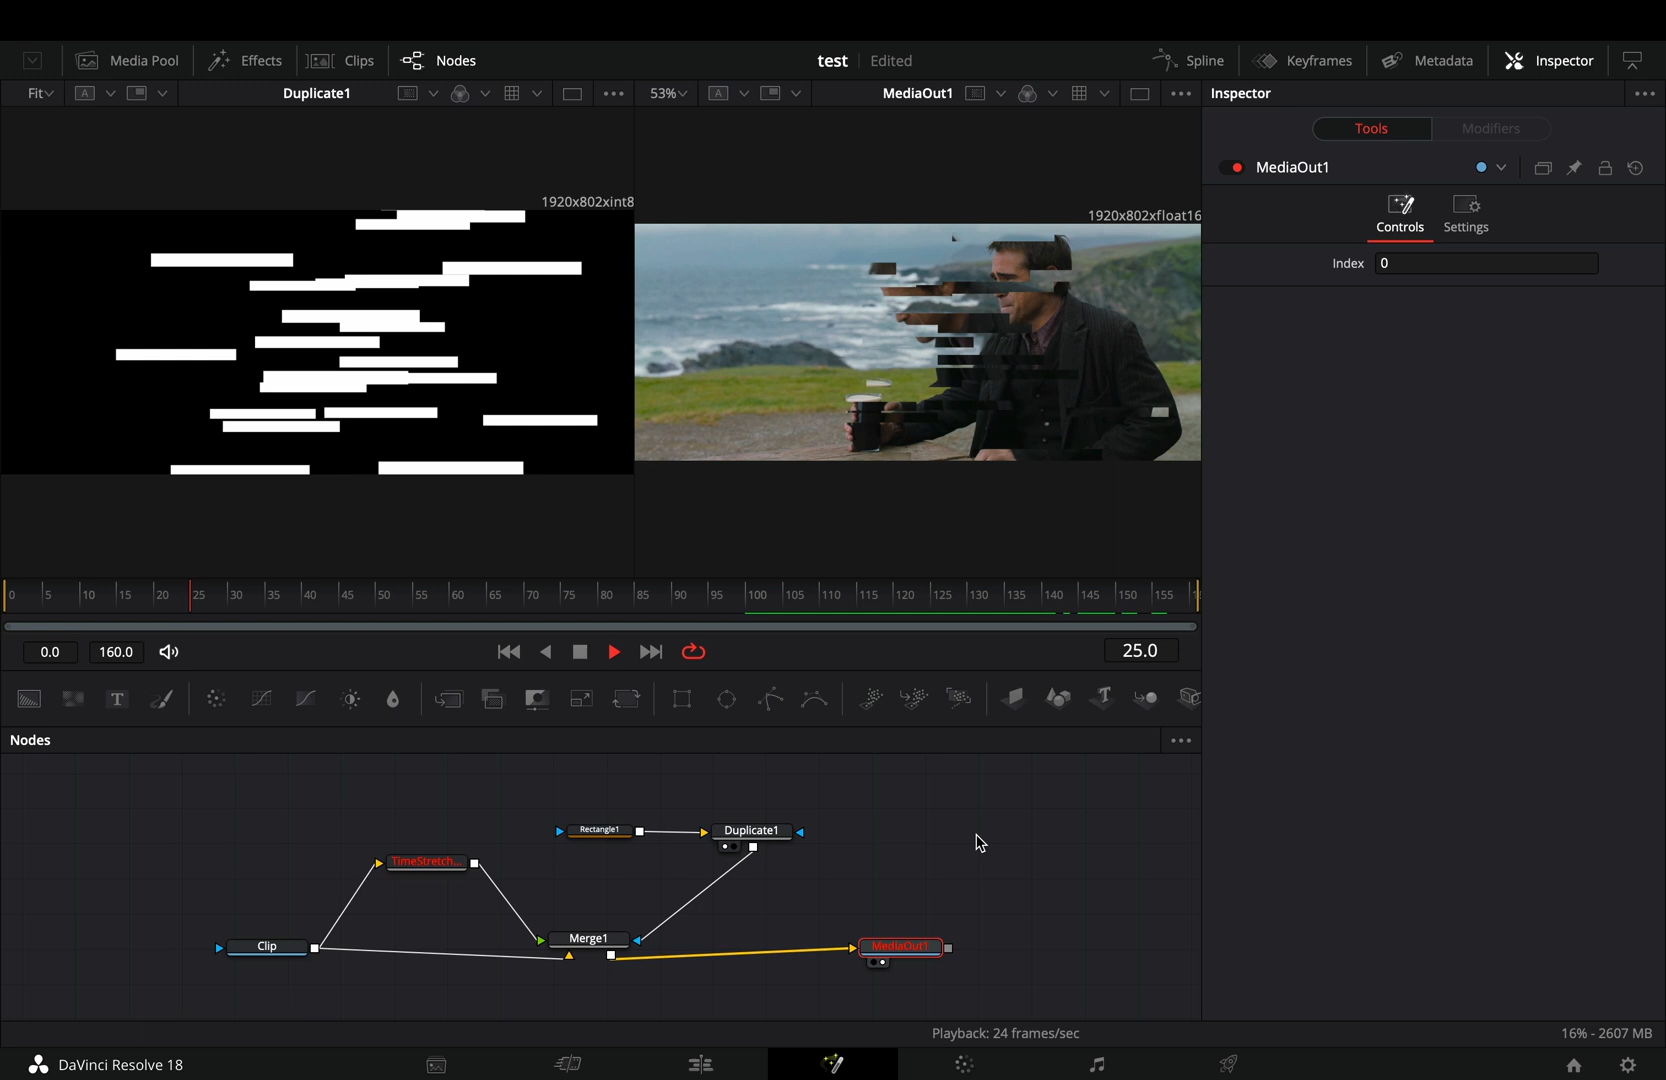 Media Pool Effects Clips Nodes test Edited Spline Keyframes Metadata Inspector
Fit A Duplicate1 53% A MediaOut1 Inspector
Tools Modifiers
MediaOut1
1920x802xint8
1920x802xfloat16
Controls Settings
Index 0
0 5 10 15 20 25 30 35 40 45 50 55 60 65 70 75 80 85 90 95 100 105 110 115 120 125 130 135 140 145 150 155
0.0 160.0 25.0
T
Nodes
Rectangle1 Duplicate1
TimeStretch...
Clip Merge1 MediaOut1
Playback: 24 frames/sec 16% - 2607 MB
DaVinci Resolve 18